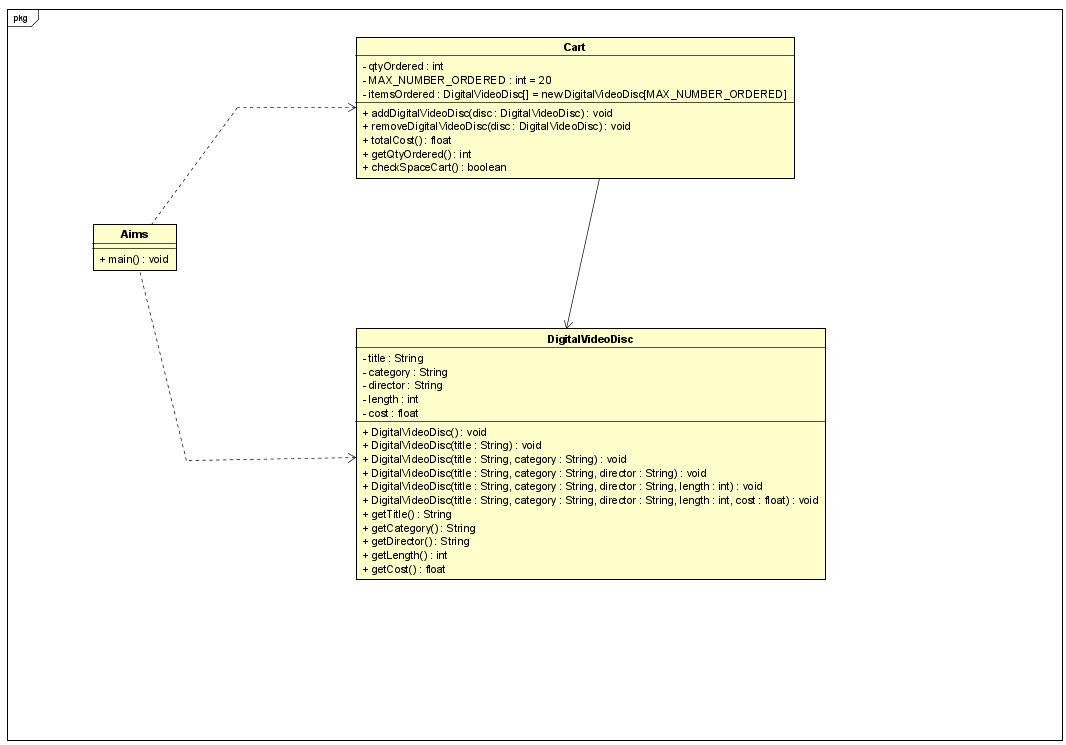 pkg
Cart
- qtyOrdered : int
- MAX_NUMBER_ORDERED : int = 20
- itemsOrdered : DigitalVideoDisc[] = new DigitalVideoDisc[MAX_NUMBER_ORDERED]
+ addDigitalVideoDisc(disc : DigitalVideoDisc) : void
+ removeDigitalVideoDisc(disc : DigitalVideoDisc) : void
+ totalCost() : float
+ getQtyOrdered() : int
+ checkSpaceCart() : boolean
Aims
+ main() : void
DigitalVideoDisc
- title : String
- category : String
- director : String
- length : int
- cost : float
+ DigitalVideoDisc() : void
+ DigitalVideoDisc(title : String) : void
+ DigitalVideoDisc(title : String, category : String) : void
+ DigitalVideoDisc(title : String, category : String, director : String) : void
+ DigitalVideoDisc(title : String, category : String, director : String, length : int) : void
+ DigitalVideoDisc(title : String, category : String, director : String, length : int, cost : float) : void
+ getTitle() : String
+ getCategory() : String
+ getDirector() : String
+ getLength() : int
+ getCost() : float